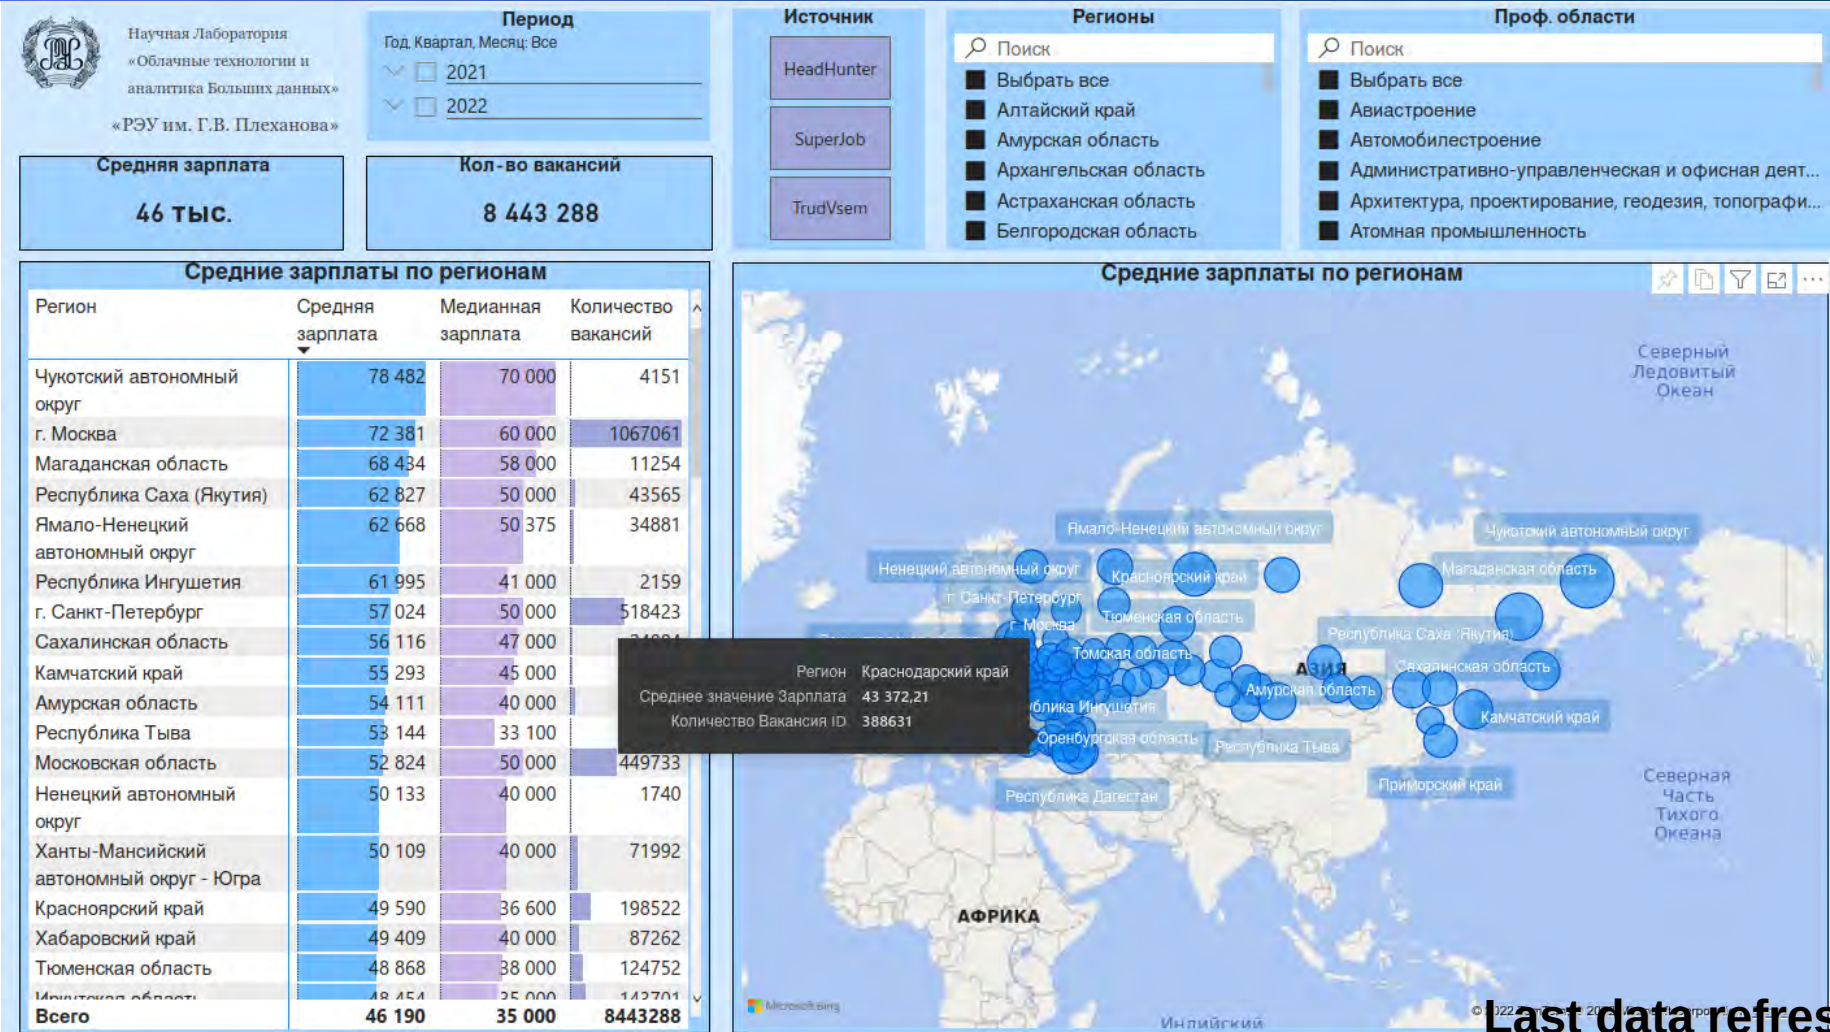 Научная Лаборатория
«Облачные технологии и
аналитика Больших данных»
«РЭУ им. Г.В. Плеханова»
Период
Год, Квартал, Месяц: Все
2021
2022
Источник
HeadHunter
SuperJob
TrudVsem
Регионы
Поиск
Выбрать все
Алтайский край
Амурская область
Архангельская область
Астраханская область
Белгородская область
Проф. области
Поиск
Выбрать все
Авиастроение
Автомобилестроение
Административно-управленческая и офисная деят...
Архитектура, проектирование, геодезия, топографи...
Атомная промышленность
Средняя зарплата
46 тыс.
Кол-во вакансий
8 443 288
Средние зарплаты по регионам
Регион Средняя зарплата Медианная зарплата Количество вакансий
Чукотский автономный округ 78 482 70 000 4151
г. Москва 72 381 60 000 1067061
Магаданская область 68 434 58 000 11254
Республика Саха (Якутия) 62 827 50 000 43565
Ямало-Ненецкий автономный округ 62 668 50 375 34881
Республика Ингушетия 61 995 41 000 2159
г. Санкт-Петербург 57 024 50 000 518423
Сахалинская область 56 116 47 000
Камчатский край 55 293 45 000
Амурская область 54 111 40 000
Республика Тыва 53 144 33 100
Московская область 52 824 50 000 449733
Ненецкий автономный округ 50 133 40 000 1740
Ханты-Мансийский автономный округ - Югра 50 109 40 000 71992
Красноярский край 49 590 36 600 198522
Хабаровский край 49 409 40 000 87262
Тюменская область 48 868 38 000 124752
Иркутская область 48 454 35 000 143701
Всего 46 190 35 000 8443288
Средние зарплаты по регионам
Северный
Ледовитый
Океан
Ямало-Ненецкий автономный округ
Чукотский автономный округ
Ненецкий автономный округ
Красноярский край
Магаданская область
г. Санкт-Петербург
Тюменская область
г. Москва
Республика Саха (Якутия)
Томская область
АЗИЯ
Сахалинская область
Амурская область
блика Ингушетия
Камчатский край
Оренбургская область
Республика Тыва
Приморский край
Республика Дагестан
Регион Краснодарский край
Среднее значение Зарплата 43 372,21
Количество Вакансия ID 388631
Северная
Часть
Тихого
Океана
АФРИКА
Индийский
Microsoft Bing
Last data refres